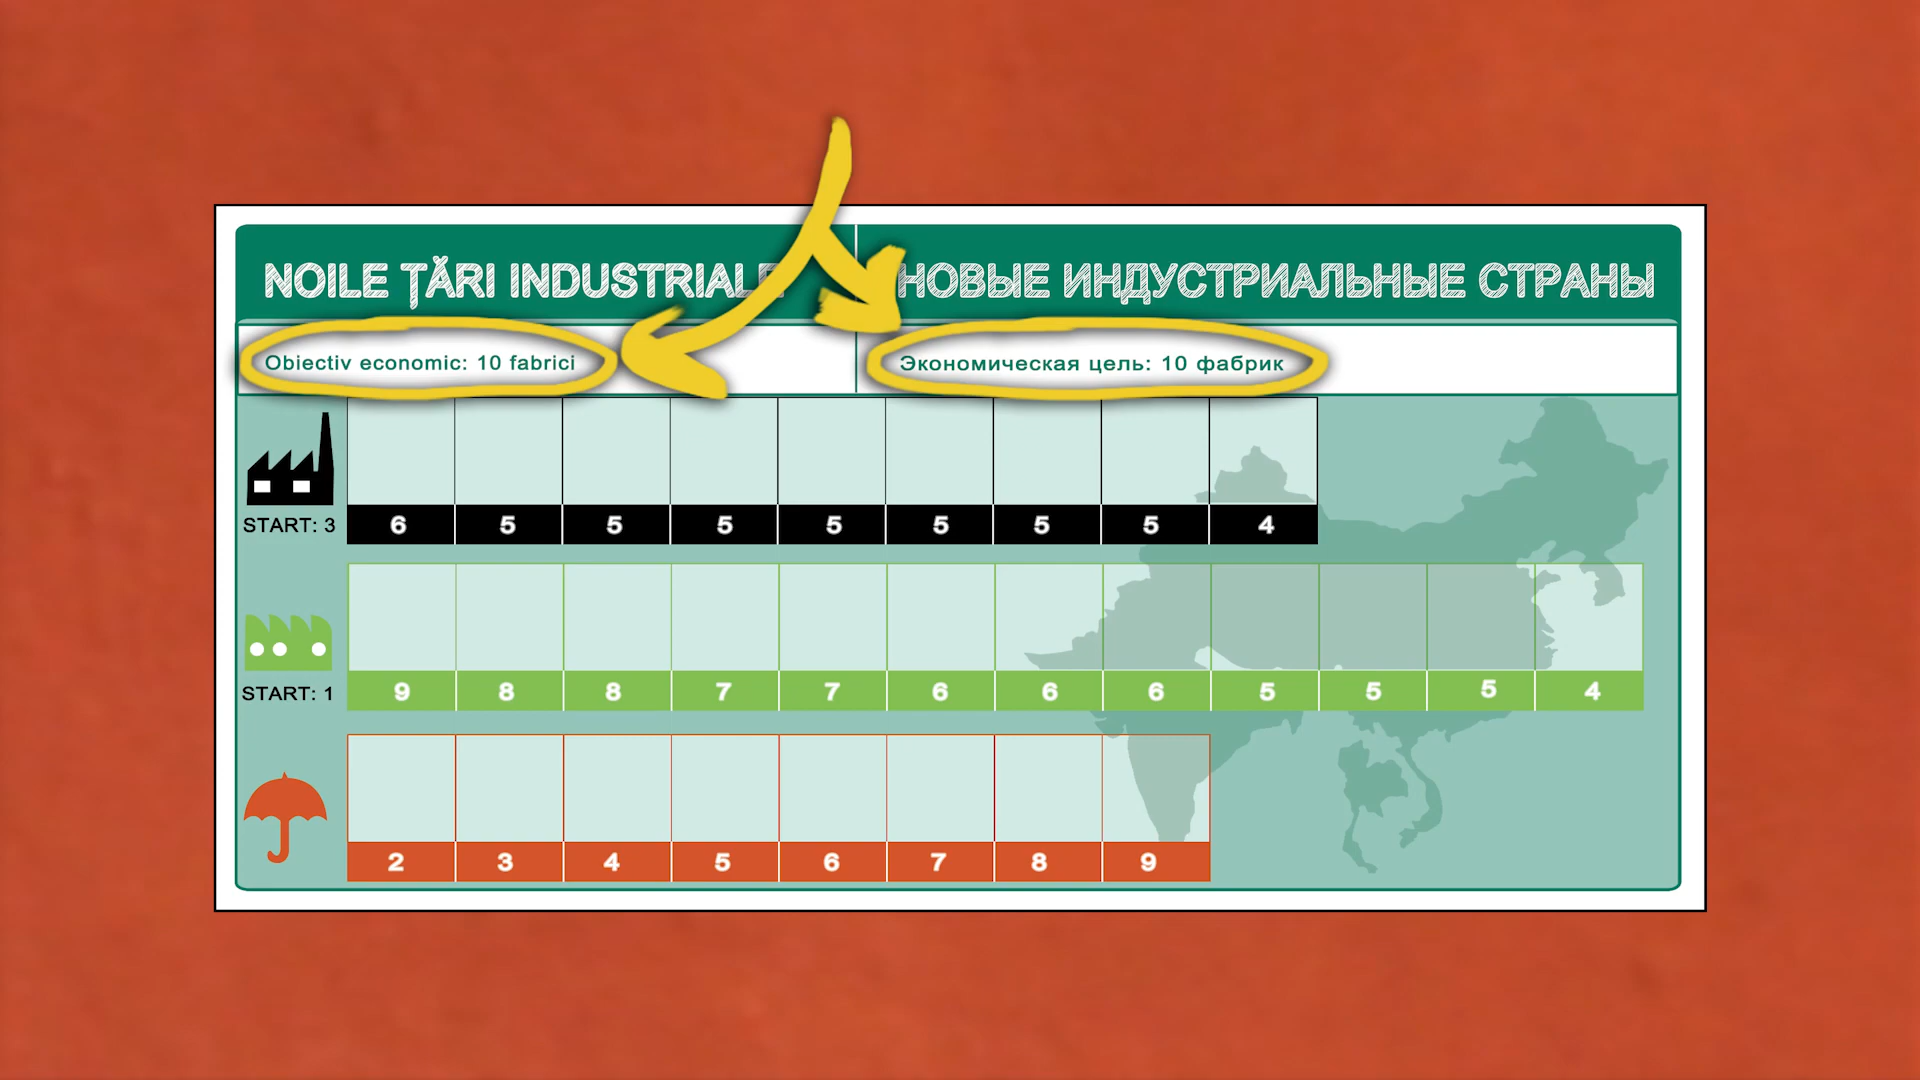 NOILE ȚĂRI INDUSTRIALE
НОВЫЕ ИНДУСТРИАЛЬНЫЕ СТРАНЫ
Obiectiv economic: 10 fabrici
Экономическая цель: 10 фабрик
START: 3
6 5 5 5 5 5 5 5 4
START: 1
9 8 8 7 7 6 6 6 5 5 5 4
2 3 4 5 6 7 8 9